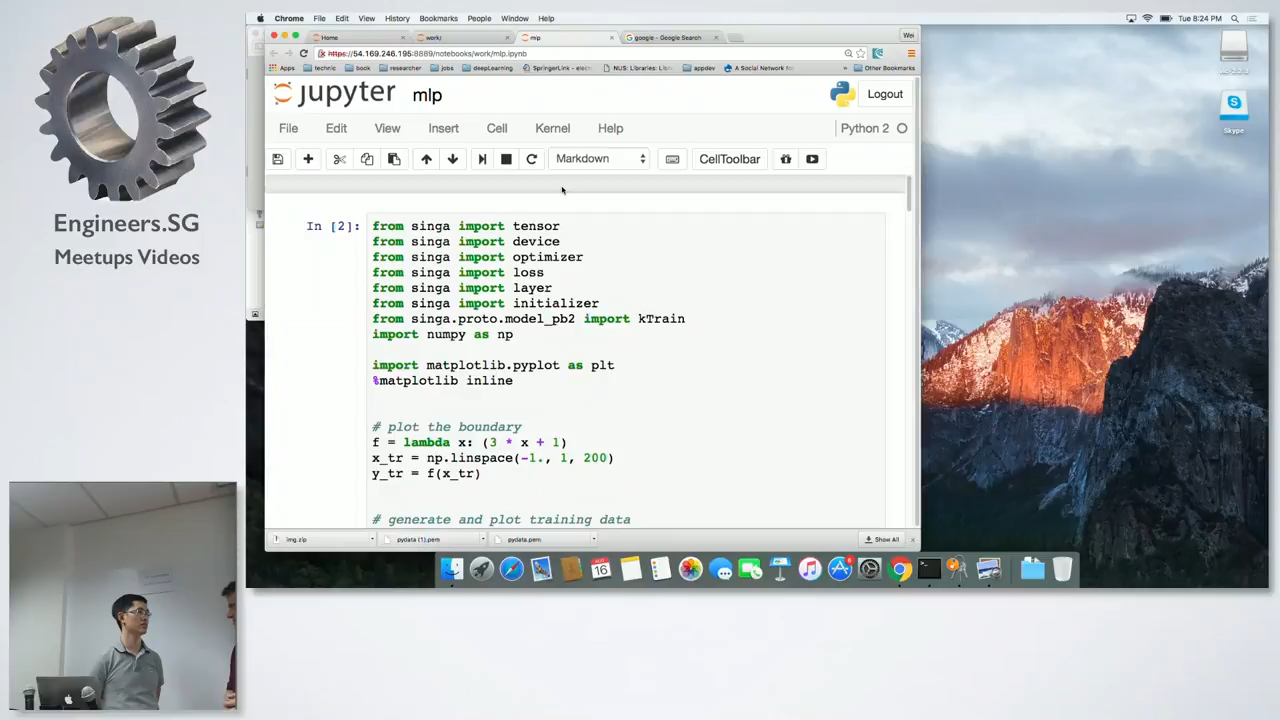 Engineers.SG
Meetups Videos
Chrome File Edit View History Bookmarks People Window Help
Tue 8:24 PM
Home
work/
mlp
google - Google Search
Wei
https://54.169.246.195:8889/notebooks/work/mlp.ipynb
Apps technic book researcher jobs deepLearning SpringerLink - elec NUS: Libraries: Lib appdev A Social Network fo » Other Bookmarks
jupyter mlp
Logout
File Edit View Insert Cell Kernel Help
Python 2
Markdown
CellToolbar
In [2]:
from singa import tensor
from singa import device
from singa import optimizer
from singa import loss
from singa import layer
from singa import initializer
from singa.proto.model_pb2 import kTrain
import numpy as np
import matplotlib.pyplot as plt
%matplotlib inline
# plot the boundary
f = lambda x: (3 * x + 1)
x_tr = np.linspace(-1., 1, 200)
y_tr = f(x_tr)
# generate and plot training data
img.zip
pydata (1).pem
pydata.pem
Show All
Skype
AUG
16